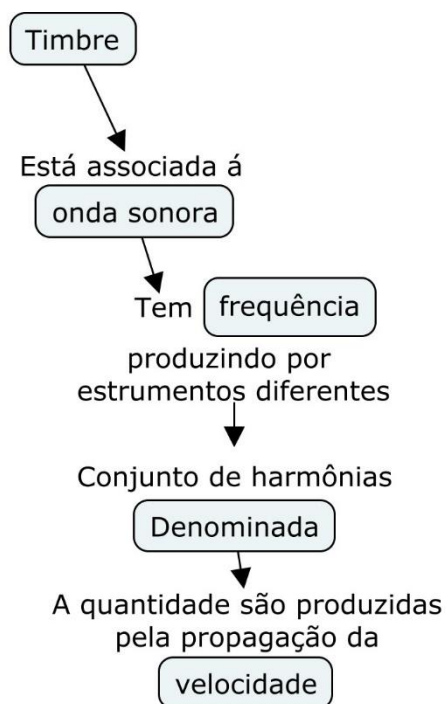 Timbre
Está associada á
onda sonora
Tem frequência
produzindo por
estrumentos diferentes
Conjunto de harmônias
Denominada
A quantidade são produzidas
pela propagação da
velocidade